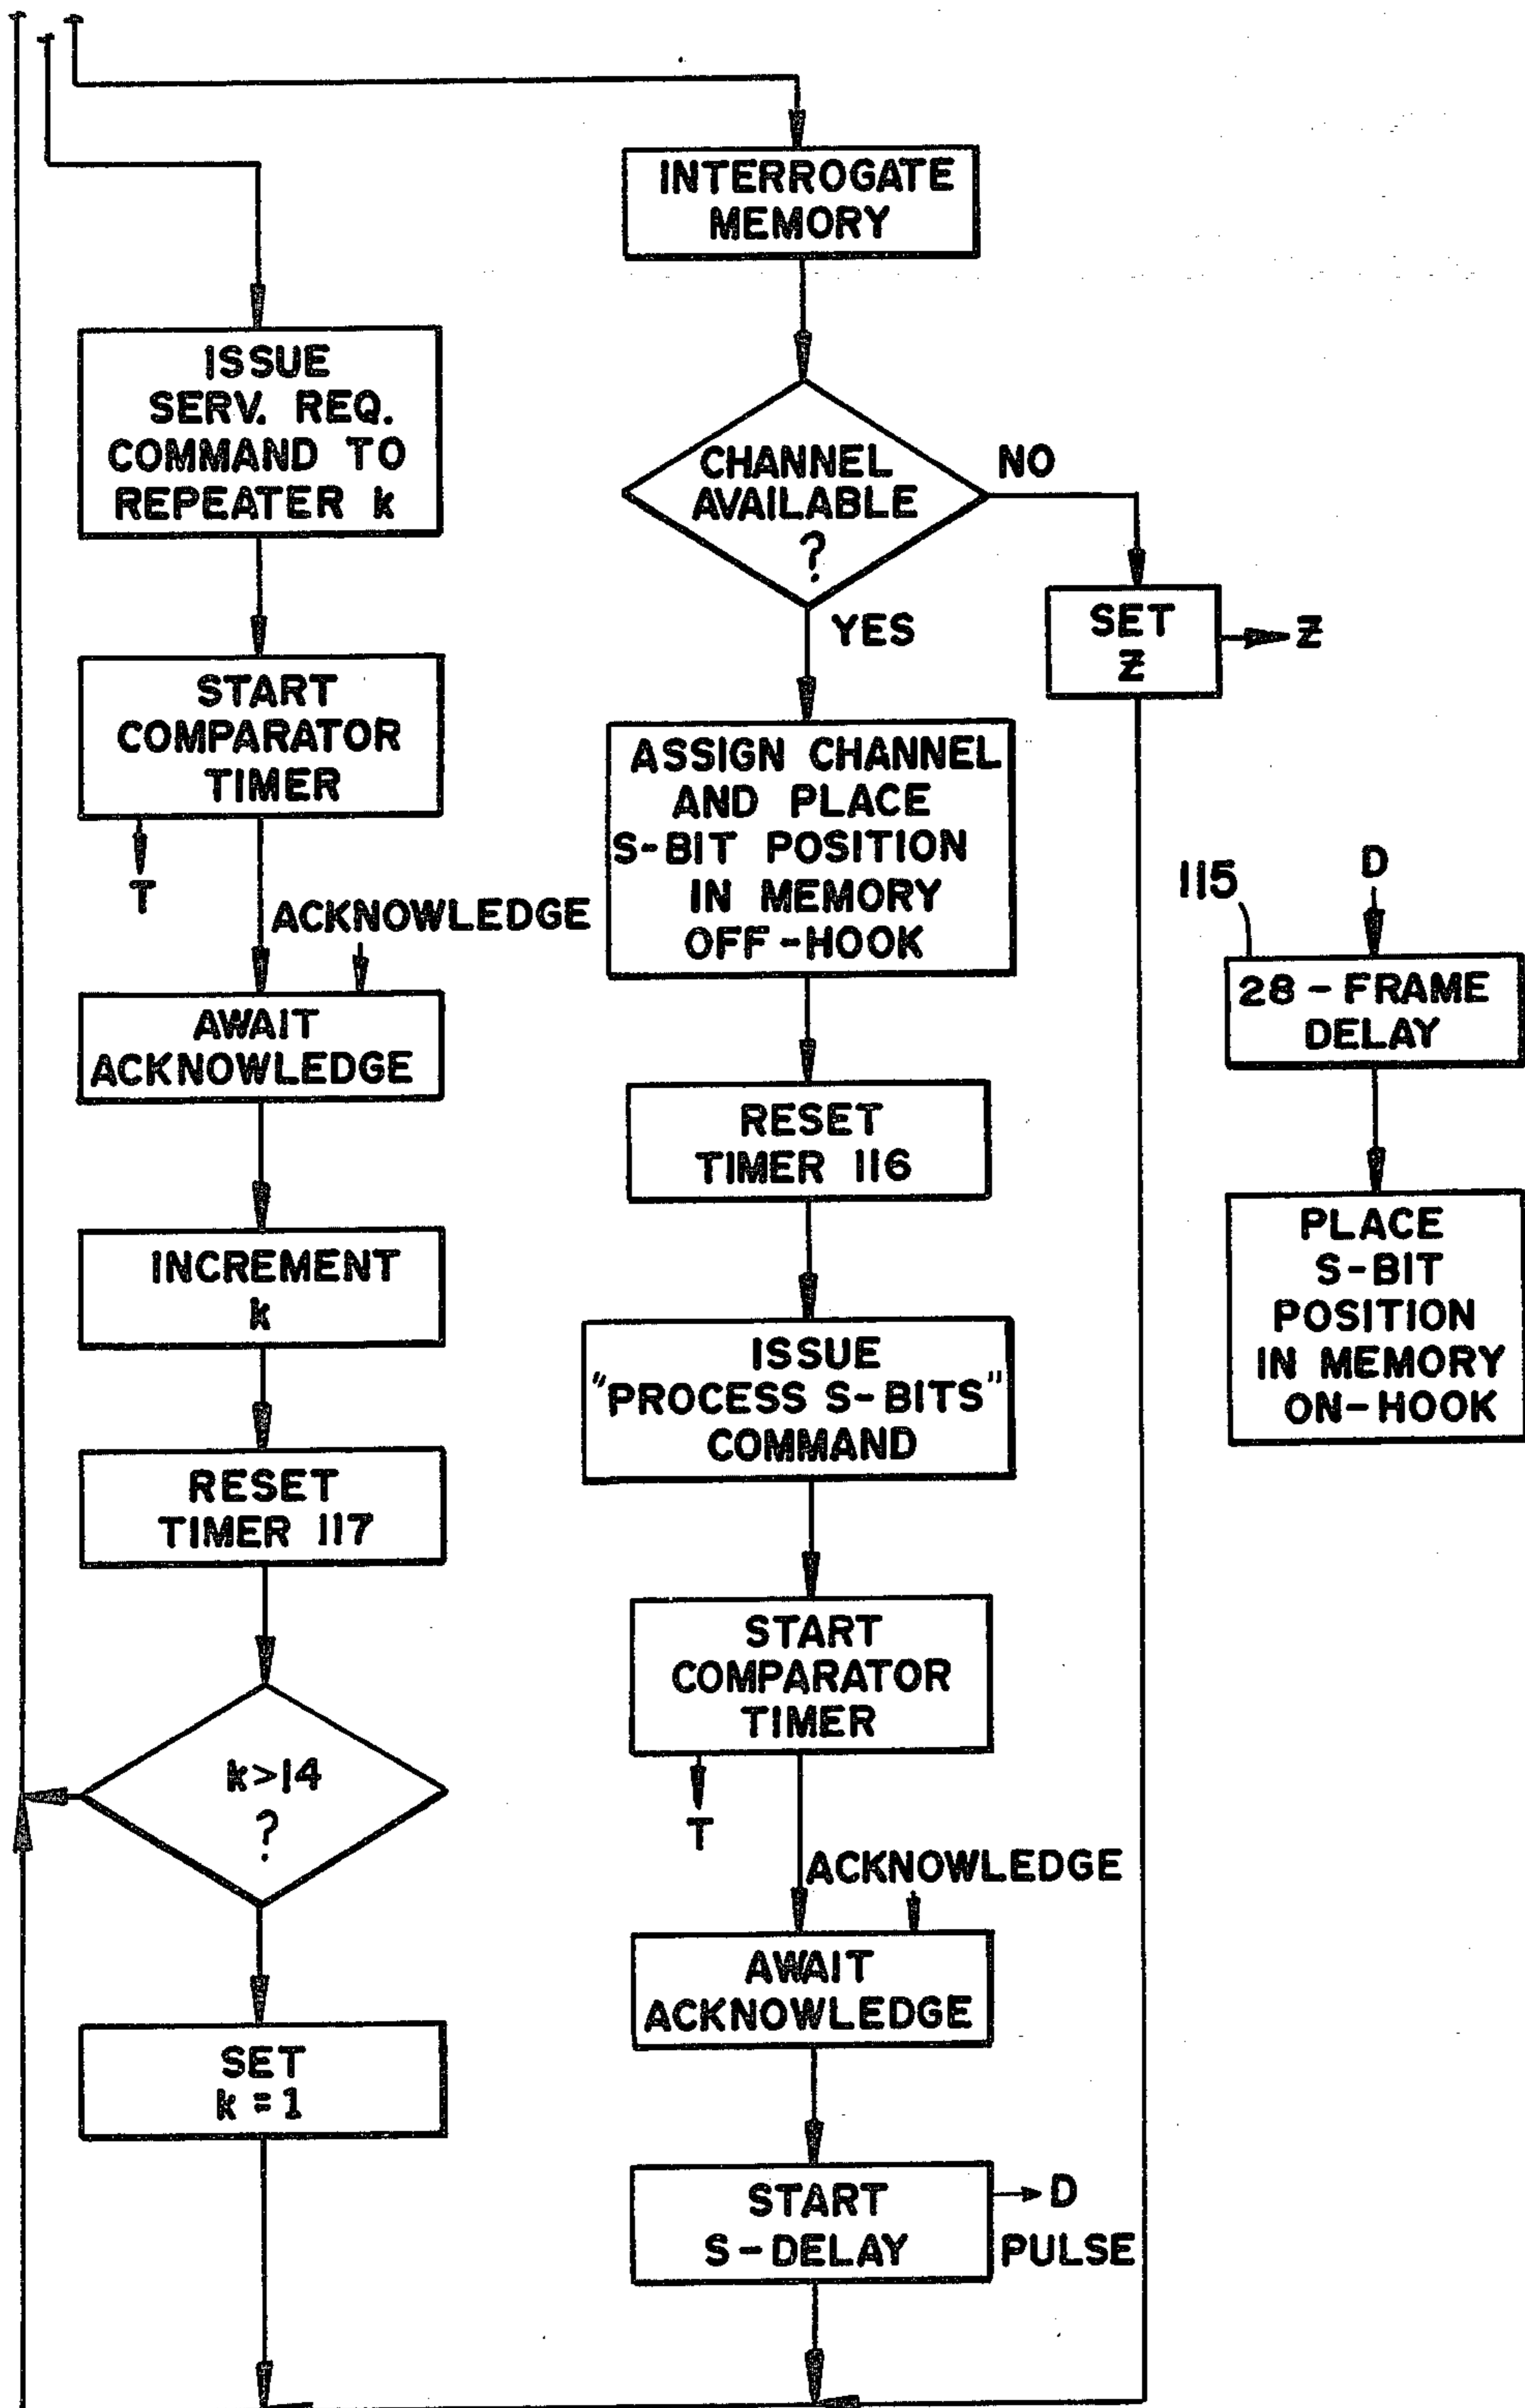 ISSUE
SERV. REQ.
COMMAND TO
REPEATER k
START
COMPARATOR
TIMER
T
ACKNOWLEDGE
AWAIT
ACKNOWLEDGE
INCREMENT
k
RESET
TIMER 117
k>14
?
SET
k = 1
INTERROGATE
MEMORY
CHANNEL
AVAILABLE
?
NO
YES
SET
Z
Z
ASSIGN CHANNEL
AND PLACE
S-BIT POSITION
IN MEMORY
OFF-HOOK
RESET
TIMER 116
ISSUE
"PROCESS S-BITS"
COMMAND
START
COMPARATOR
TIMER
T
ACKNOWLEDGE
AWAIT
ACKNOWLEDGE
START
S-DELAY
D
PULSE
115
D
28-FRAME
DELAY
PLACE
S-BIT
POSITION
IN MEMORY
ON-HOOK